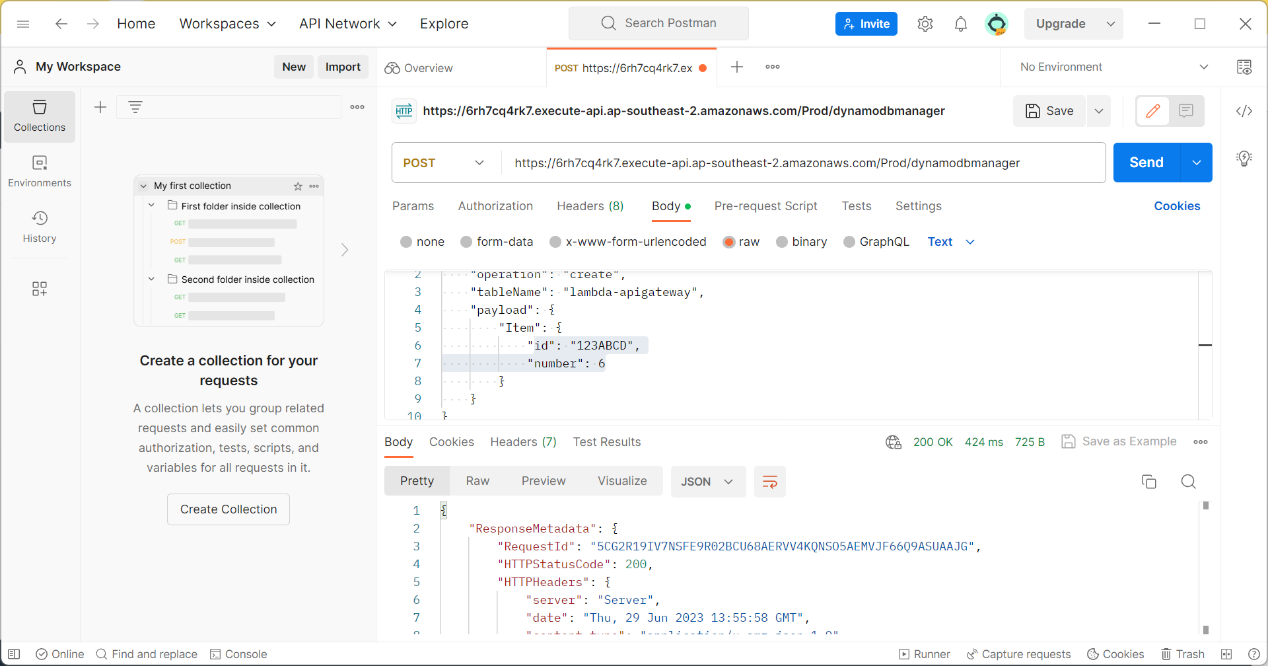 Home Workspaces API Network Explore Search Postman Invite Upgrade
My Workspace New Import Overview POST https://6rh7cq4rk7.ex No Environment
Collections
Environments
History
My first collection
First folder inside collection
GET
POST
GET
Second folder inside collection
GET
GET
Create a collection for your
requests
A collection lets you group related
requests and easily set common
authorization, tests, scripts, and
variables for all requests in it.
Create Collection
HTTP https://6rh7cq4rk7.execute-api.ap-southeast-2.amazonaws.com/Prod/dynamodbmanager Save
POST https://6rh7cq4rk7.execute-api.ap-southeast-2.amazonaws.com/Prod/dynamodbmanager Send
Params Authorization Headers (8) Body Pre-request Script Tests Settings Cookies
none form-data x-www-form-urlencoded raw binary GraphQL Text
2 "operation": "create",
3 "tableName": "lambda-apigateway",
4 "payload": {
5 "Item": {
6 "id": "123ABCD",
7 "number": 6
8 }
9 }
10 }
Body Cookies Headers (7) Test Results 200 OK 424 ms 725 B Save as Example
Pretty Raw Preview Visualize JSON
1 {
2 "ResponseMetadata": {
3 "RequestId": "5CG2R19IV7NSFE9R02BCU68AERVV4KQNSO5AEMVJF66Q9ASUAAJG",
4 "HTTPStatusCode": 200,
5 "HTTPHeaders": {
6 "server": "Server",
7 "date": "Thu, 29 Jun 2023 13:55:58 GMT",
8 "content-type": "application/x-amz-json-1.0"
Online Find and replace Console Runner Capture requests Cookies Trash